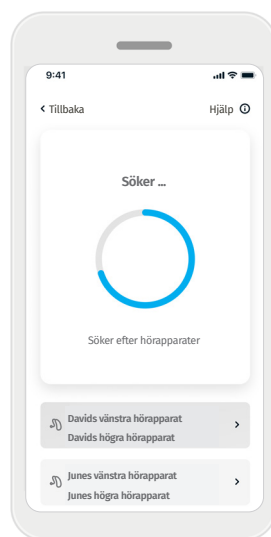 9:41
Tillbaka
Hjälp
Söker ...
Söker efter hörapparater
Davids vänstra hörapparat
Davids högra hörapparat
Junes vänstra hörapparat
Junes högra hörapparat